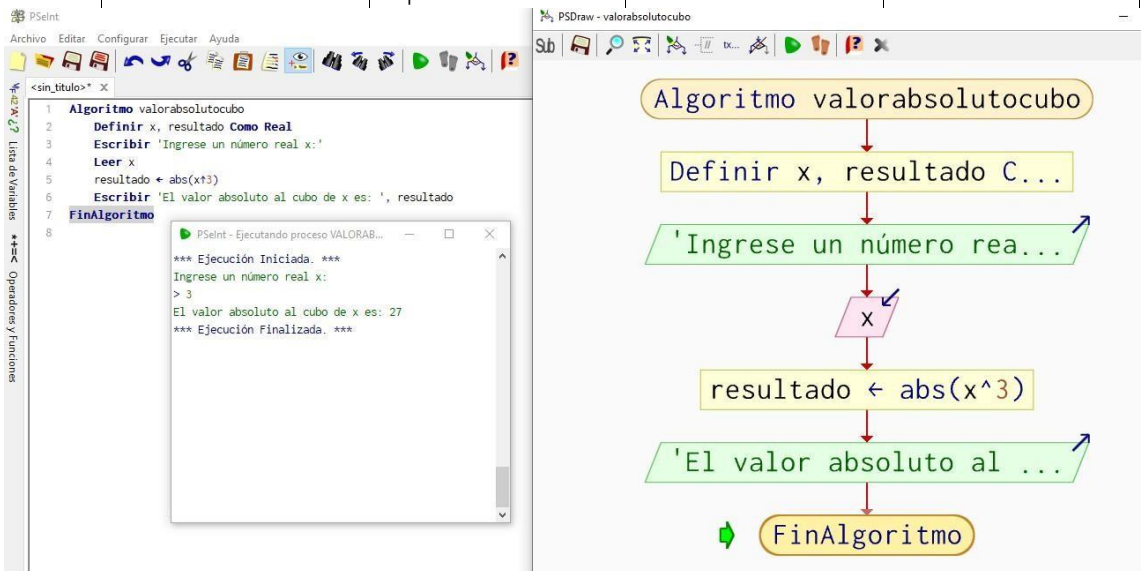 PSeInt
Archivo Editar Configurar Ejecutar Ayuda
<sin_titulo>* X
1 Algoritmo valorabsolutocubo
2 Definir x, resultado Como Real
3 Escribir 'Ingrese un número real x:'
4 Leer x
5 resultado ← abs(x↑3)
6 Escribir 'El valor absoluto al cubo de x es: ', resultado
7 FinAlgoritmo
8
Lista de Variables
*+=< Operadores y Funciones
PSeInt - Ejecutando proceso VALORAB...
*** Ejecución Iniciada. ***
Ingrese un número real x:
> 3
El valor absoluto al cubo de x es: 27
*** Ejecución Finalizada. ***
PSDraw - valorabsolutocubo
Sub
Algoritmo valorabsolutocubo
Definir x, resultado C...
'Ingrese un número rea...
x
resultado ← abs(x^3)
'El valor absoluto al ...
FinAlgoritmo